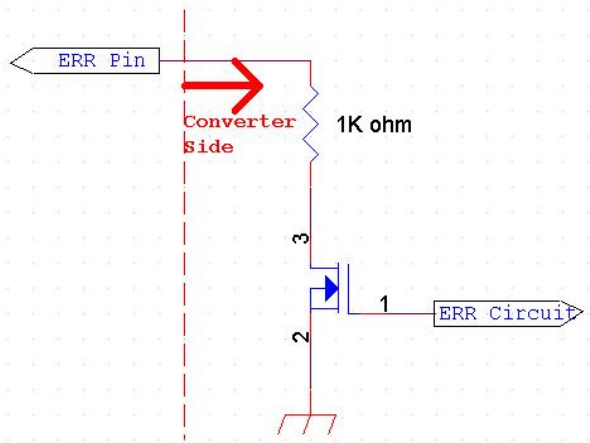 ERR Pin
Converter
Side
1K ohm
3
1
ERR Circuit
2